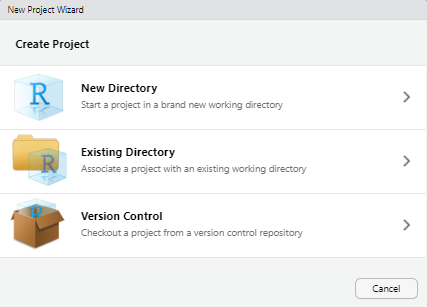 New Project Wizard
Create Project
R
New Directory
Start a project in a brand new working directory
R
Existing Directory
Associate a project with an existing working directory
R
Version Control
Checkout a project from a version control repository
Cancel